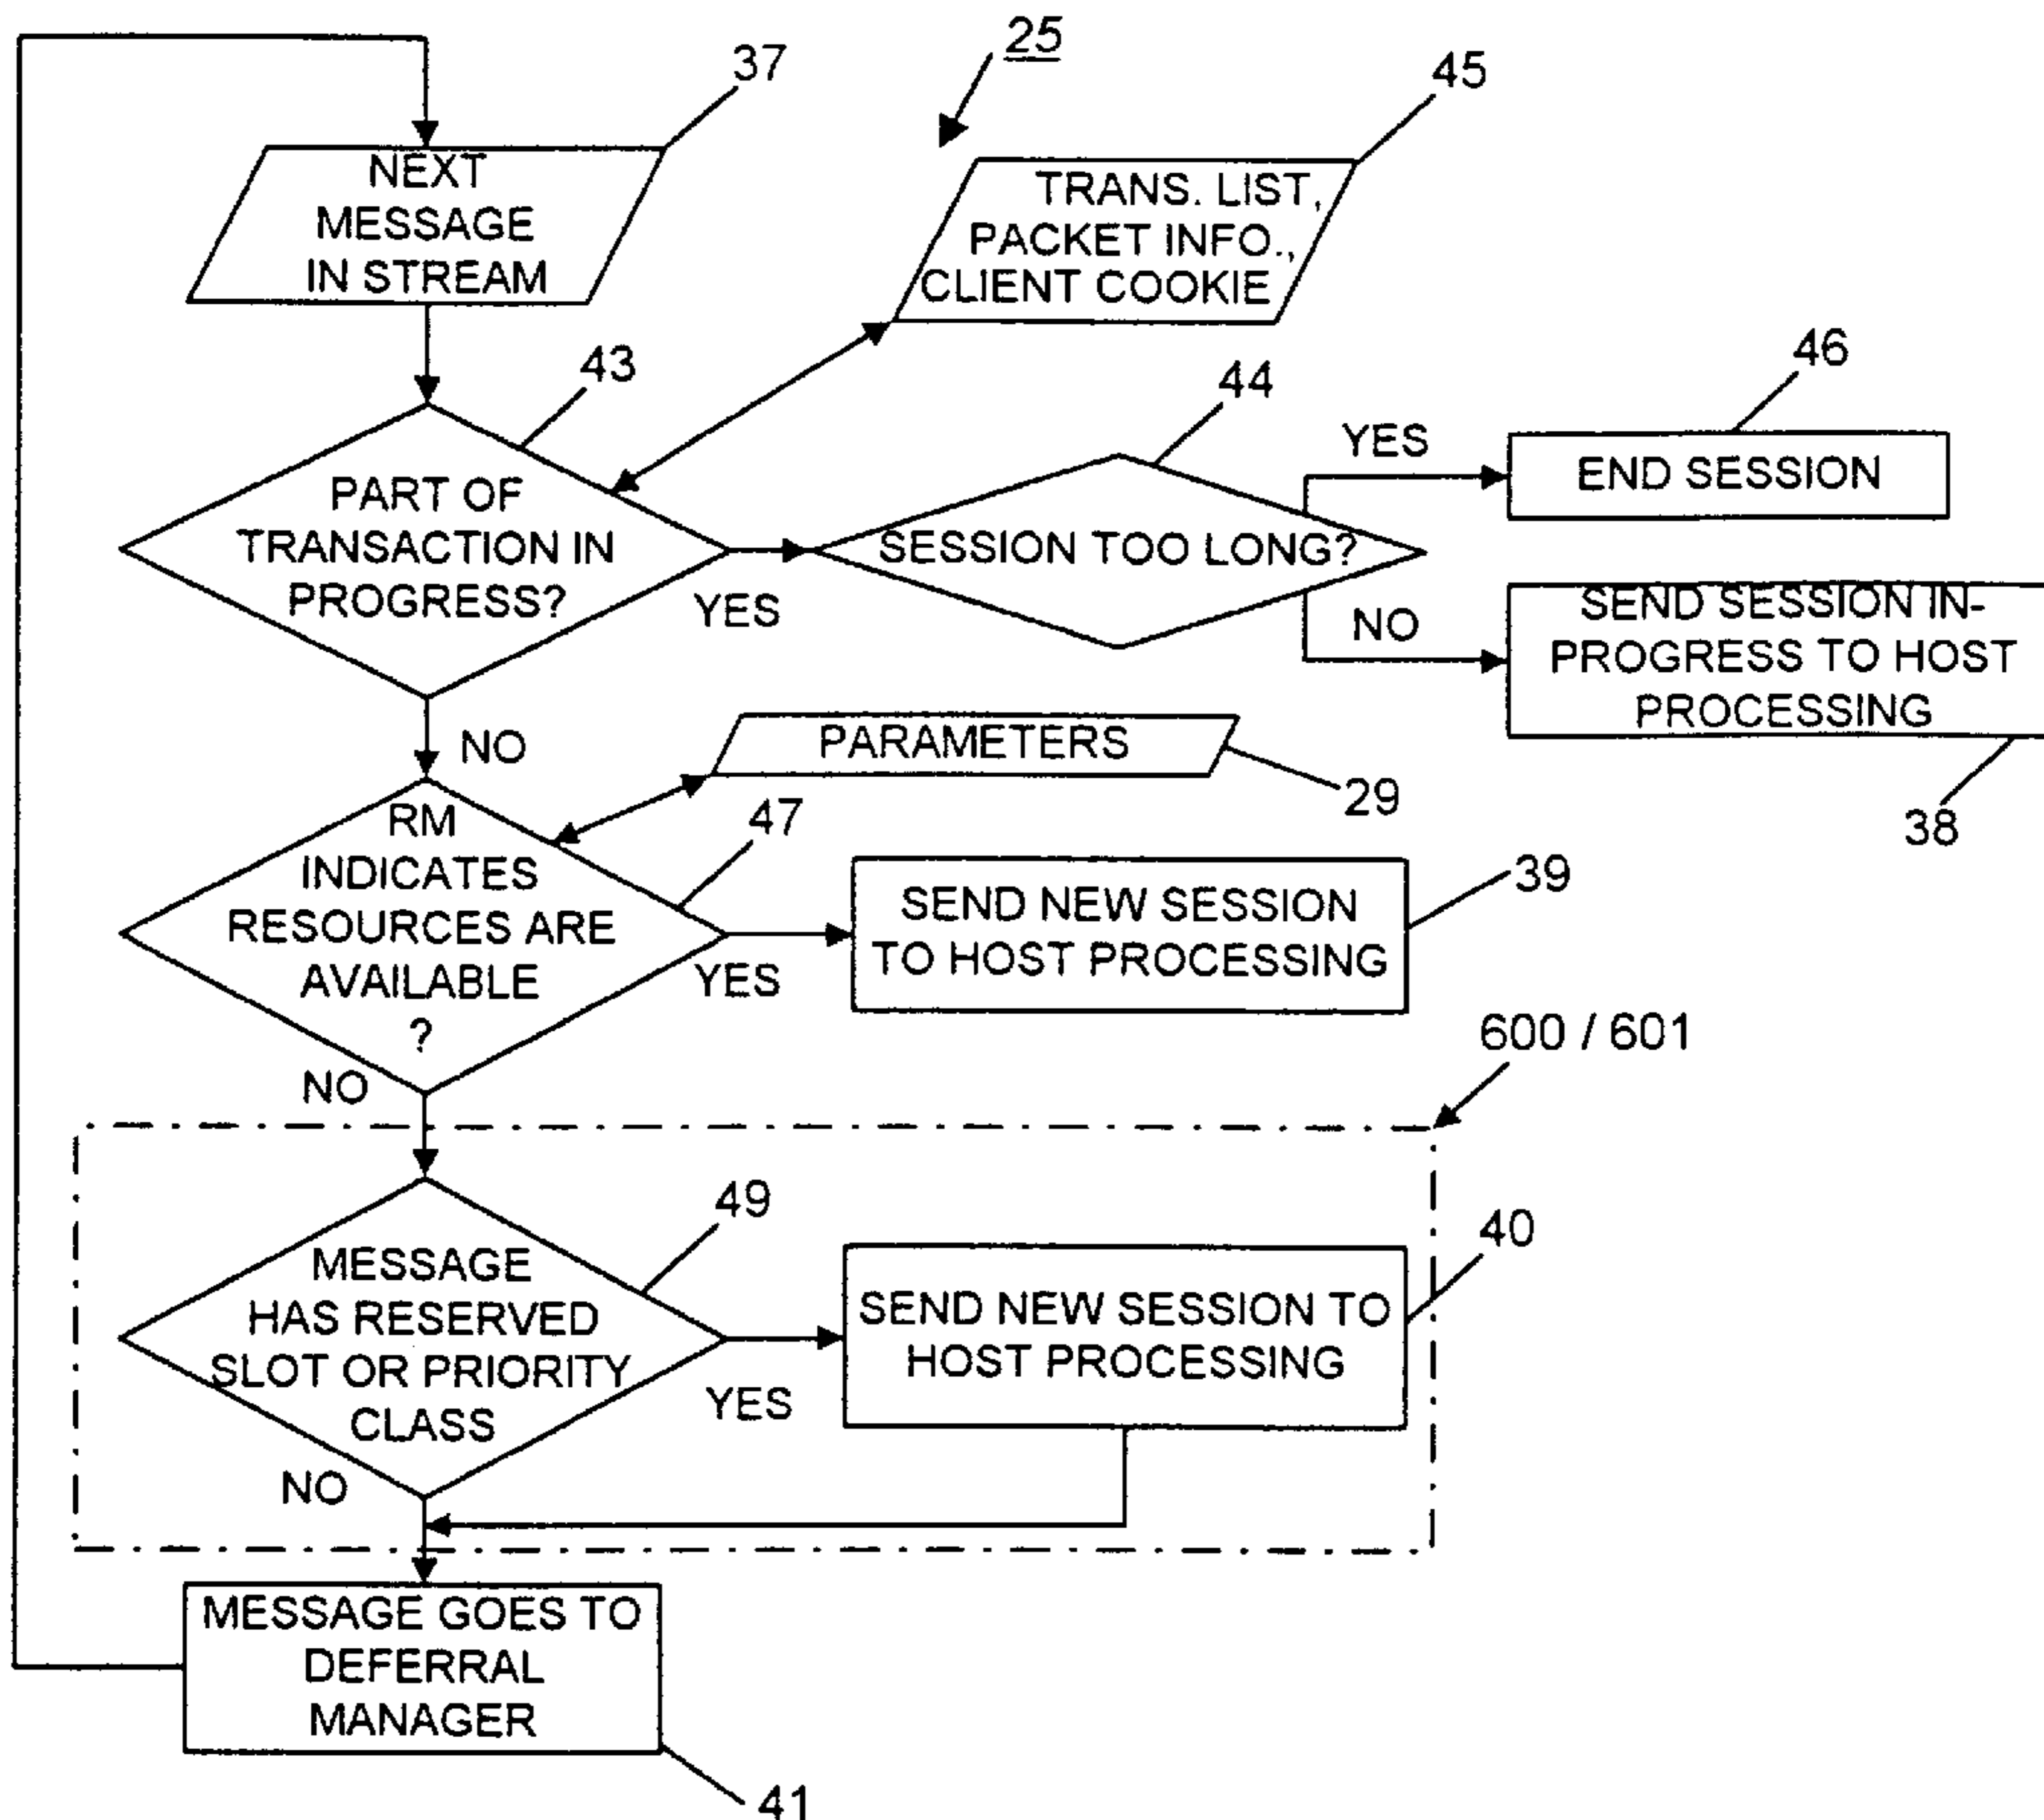 25
37
45
NEXT
MESSAGE
IN STREAM
TRANS. LIST,
PACKET INFO.,
CLIENT COOKIE
43
44
46
PART OF
TRANSACTION IN
PROGRESS?
YES
SESSION TOO LONG?
YES
END SESSION
NO
SEND SESSION IN-
PROGRESS TO HOST
PROCESSING
38
NO
PARAMETERS
29
47
RM
INDICATES
RESOURCES ARE
AVAILABLE
?
YES
SEND NEW SESSION
TO HOST PROCESSING
39
NO
600 / 601
49
40
MESSAGE
HAS RESERVED
SLOT OR PRIORITY
CLASS
YES
SEND NEW SESSION TO
HOST PROCESSING
NO
MESSAGE GOES TO
DEFERRAL
MANAGER
41